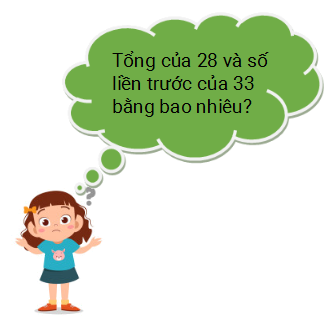 Tổng của 28 và số
liền trước của 33
bằng bao nhiêu?
?